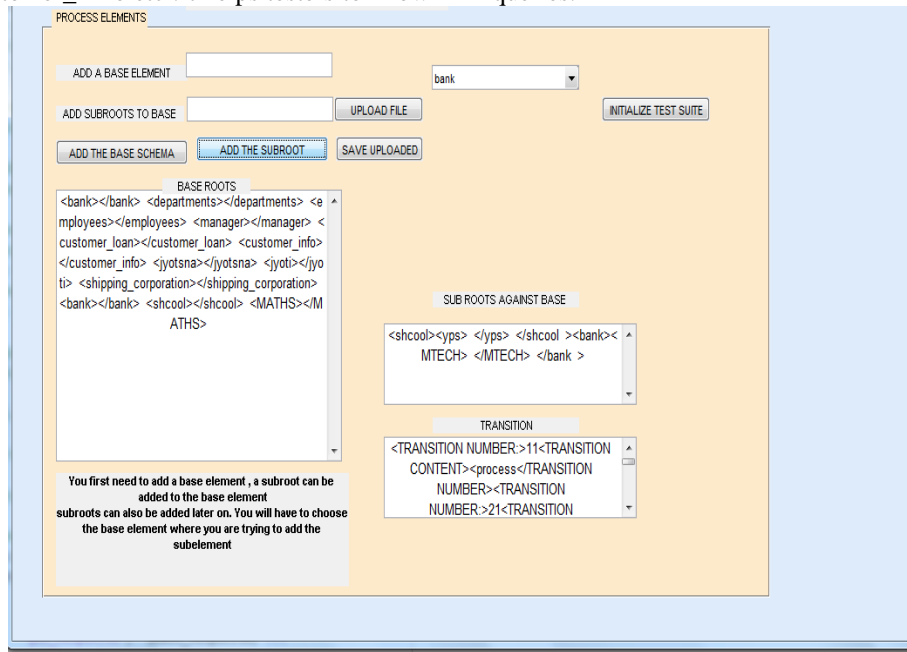 PROCESS ELEMENTS
ADD A BASE ELEMENT
bank
ADD SUBROOTS TO BASE
UPLOAD FILE
INITIALIZE TEST SUITE
ADD THE BASE SCHEMA
ADD THE SUBROOT
SAVE UPLOADED
BASE ROOTS
<bank></bank> <departments></departments> <e
mployees></employees> <manager></manager> <
customer_loan></customer_loan> <customer_info>
</customer_info> <jyotsna></jyotsna> <jyoti></jyo
ti> <shipping_corporation></shipping_corporation>
<bank></bank> <shcool></shcool> <MATHS></M
ATHS>
SUB ROOTS AGAINST BASE
<shcool><yps> </yps> </shcool ><bank><
MTECH> </MTECH> </bank >
TRANSITION
<TRANSITION NUMBER:>11<TRANSITION
CONTENT><process</TRANSITION
NUMBER><TRANSITION
NUMBER:>21<TRANSITION
You first need to add a base element , a subroot can be
added to the base element
subroots can also be added later on. You will have to choose
the base element where you are trying to add the
subelement